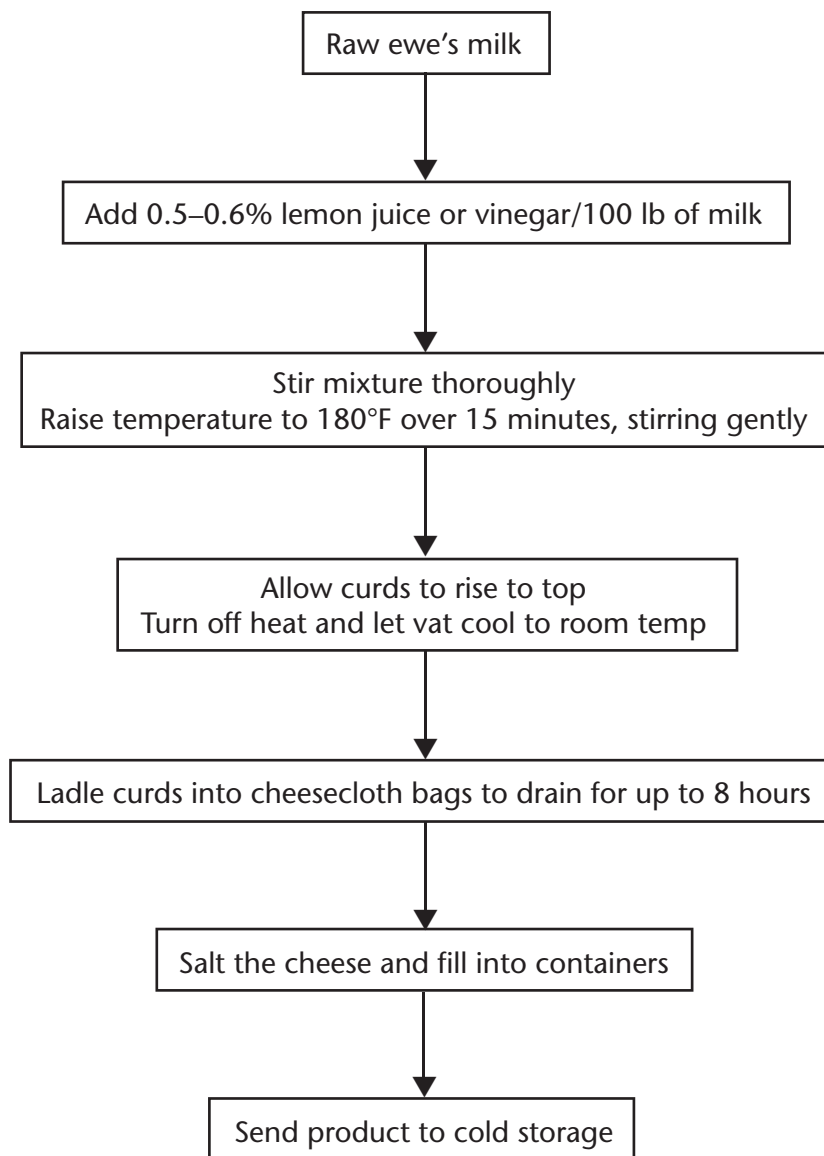 Raw ewe’s milk
Add 0.5–0.6% lemon juice or vinegar/100 lb of milk
Stir mixture thoroughly
Raise temperature to 180°F over 15 minutes, stirring gently
Allow curds to rise to top
Turn off heat and let vat cool to room temp
Ladle curds into cheesecloth bags to drain for up to 8 hours
Salt the cheese and fill into containers
Send product to cold storage